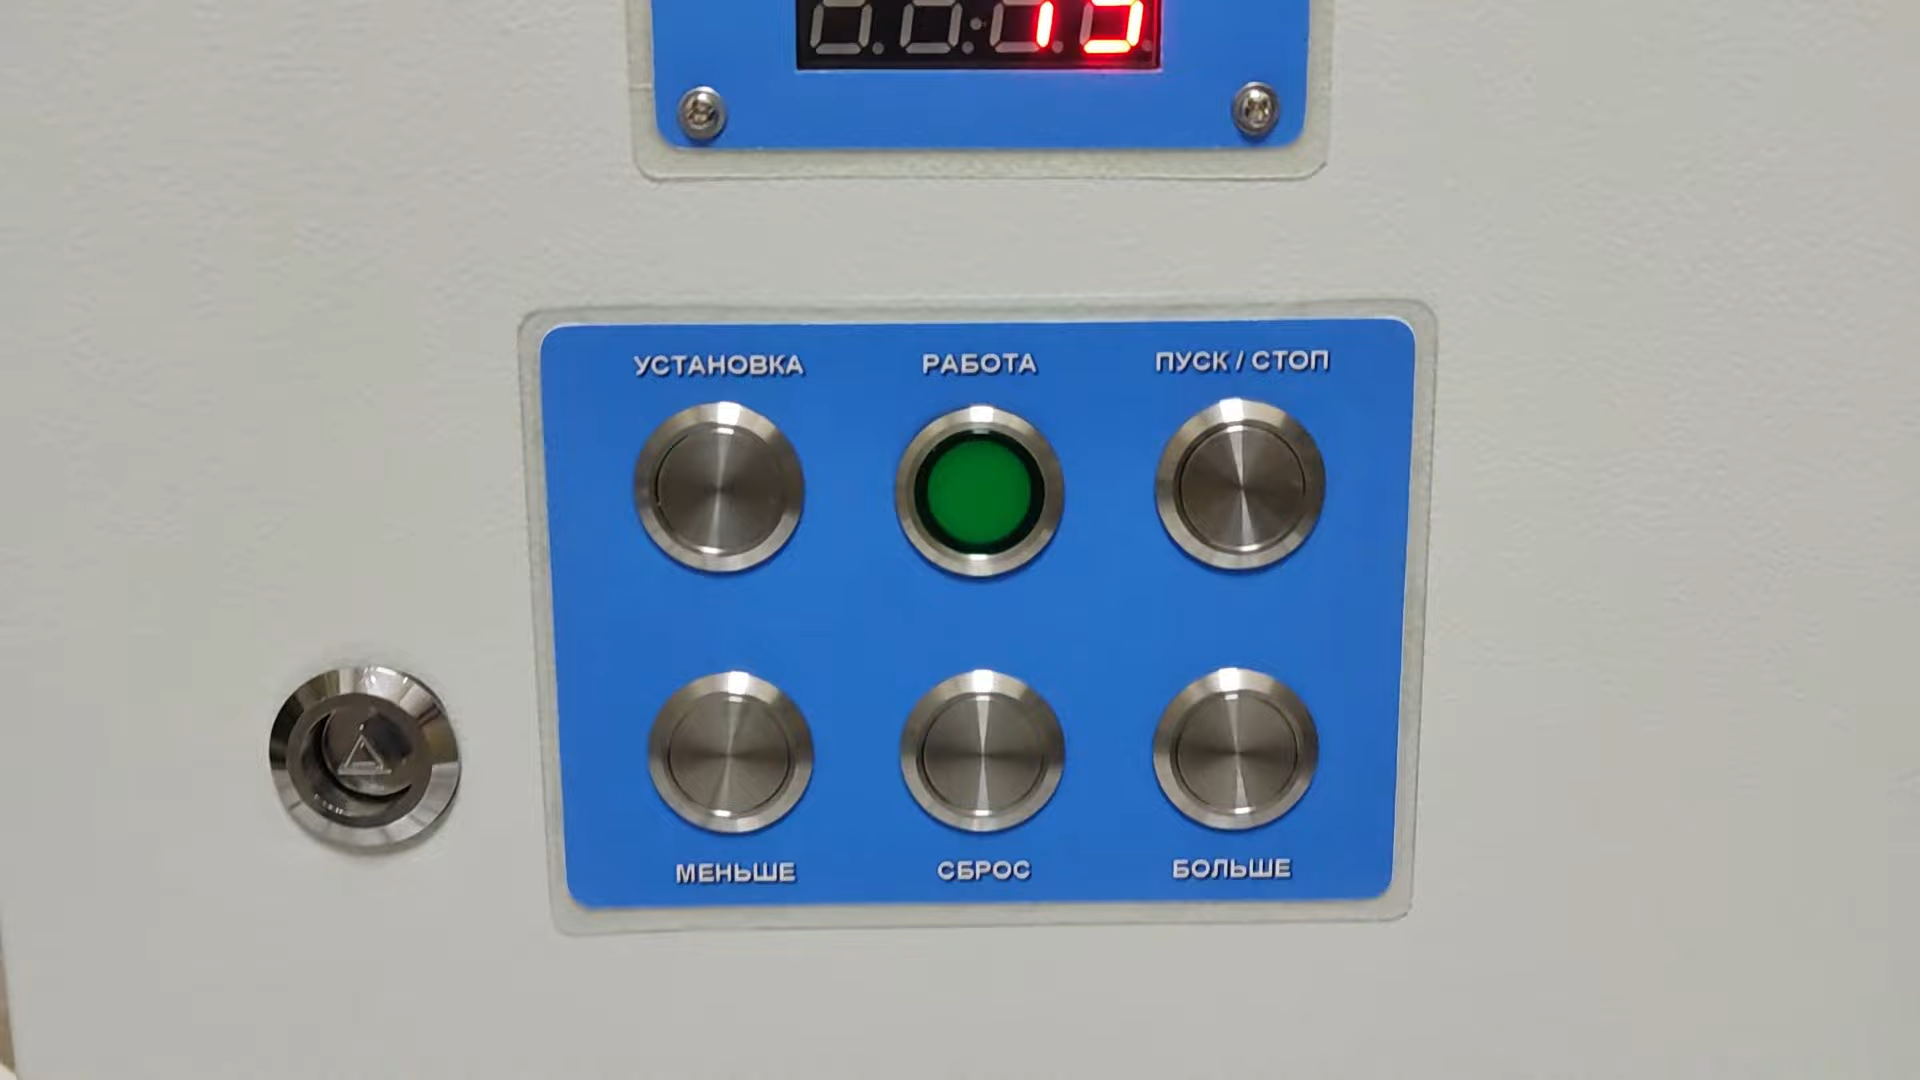 УСТАНОВКА
РАБОТА
ПУСК / СТОП
МЕНЬШЕ
СБРОС
БОЛЬШЕ